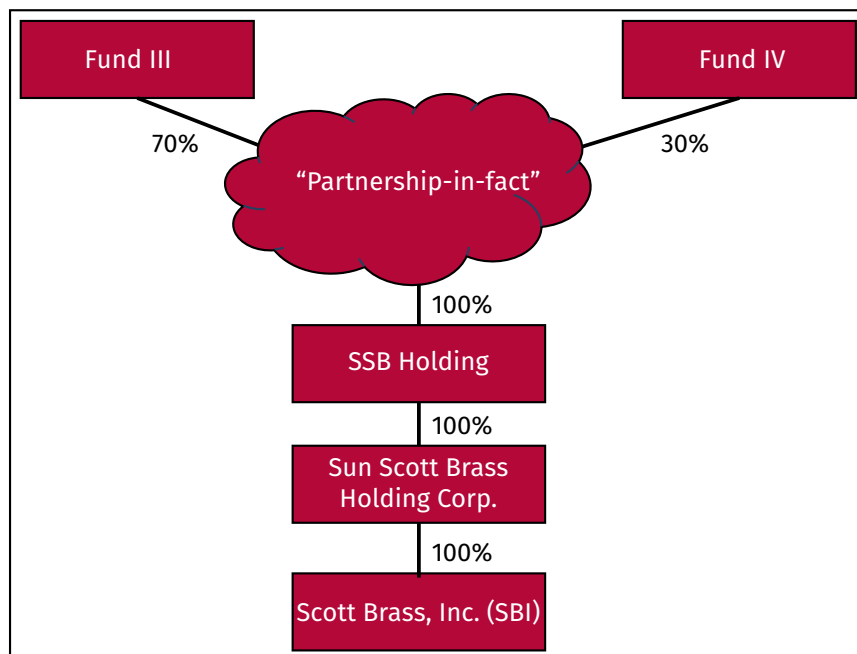 Fund III
Fund IV
70%
30%
“Partnership-in-fact”
100%
SSB Holding
100%
Sun Scott Brass
Holding Corp.
100%
Scott Brass, Inc. (SBI)